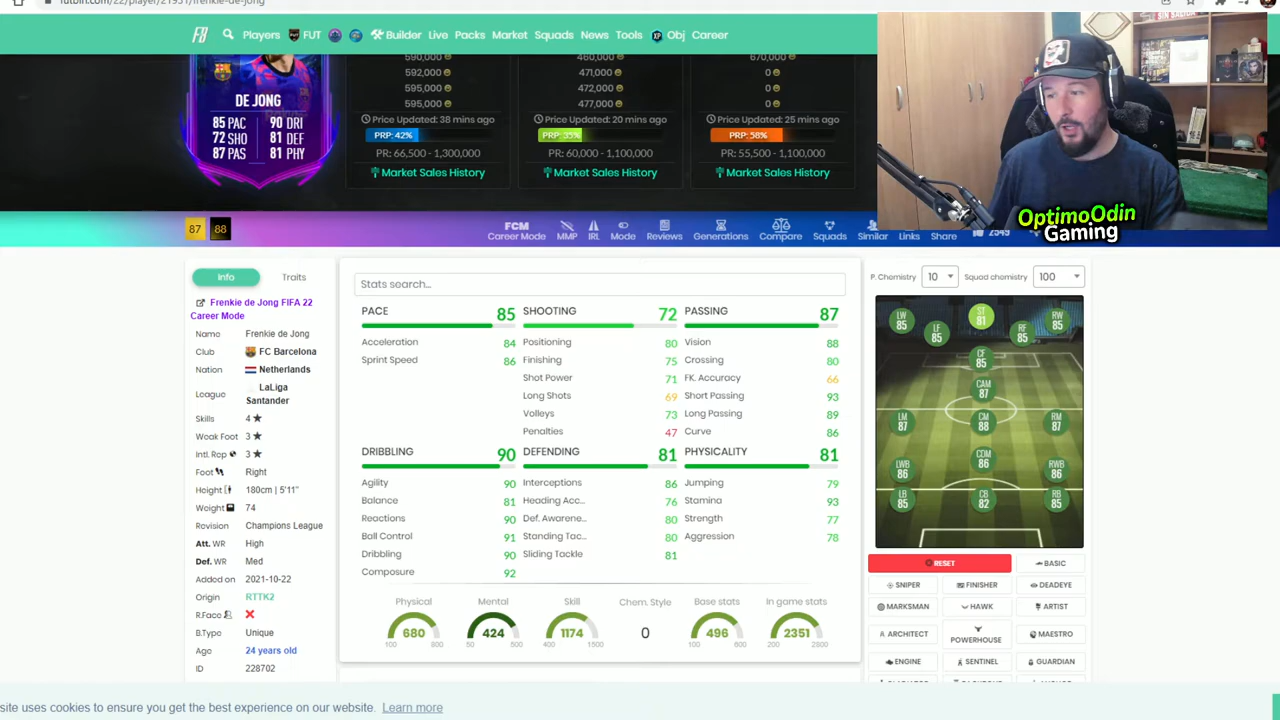 futbin.com/22/player/21931/frenkie-de-jong
FB Players FUT Builder Live Packs Market Squads News Tools XP Obj Career
590,000 460,000 670,000
592,000 471,000 0
595,000 472,000 0
595,000 477,000 0
DE JONG
85 PAC 90 DRI
72 SHO 81 DEF
87 PAS 81 PHY
Price Updated: 38 mins ago Price Updated: 20 mins ago Price Updated: 25 mins ago
PRP: 42% PRP: 35% PRP: 58%
PR: 66,500 - 1,300,000 PR: 60,000 - 1,100,000 PR: 55,500 - 1,100,000
Market Sales History Market Sales History Market Sales History
OptimoOdin
Gaming
87 88
FCM
Career Mode MMP IRL Mode Reviews Generations Compare Squads Similar Links Share 2549
Info Traits
Frenkie de Jong FIFA 22
Career Mode
Name Frenkie de Jong
Club FC Barcelona
Nation Netherlands
League LaLiga
Santander
Skills 4
Weak Foot 3
Intl. Rep 3
Foot Right
Height 180cm | 5'11"
Weight 74
Revision Champions League
Att. WR High
Def. WR Med
Added on 2021-10-22
Origin RTTK2
R.Face
B.Type Unique
Age 24 years old
ID 228702
Stats search...
PACE 85
Acceleration 84
Sprint Speed 86
SHOOTING 72
Positioning 80
Finishing 75
Shot Power 71
Long Shots 69
Volleys 73
Penalties 47
PASSING 87
Vision 88
Crossing 80
FK. Accuracy 66
Short Passing 93
Long Passing 89
Curve 86
DRIBBLING 90
Agility 90
Balance 81
Reactions 90
Ball Control 91
Dribbling 90
Composure 92
DEFENDING 81
Interceptions 86
Heading Acc... 76
Def. Awarene... 80
Standing Tac... 80
Sliding Tackle 81
PHYSICALITY 81
Jumping 79
Stamina 93
Strength 77
Aggression 78
Physical Mental Skill Chem. Style Base stats In game stats
680 424 1174 0 496 2351
100 800 50 500 400 1500 100 600 100 2800
P. Chemistry 10 Squad chemistry 100
LW 85
LF 85
ST 81
RF 85
RW 85
CF 85
CAM 87
LM 87
CM 88
RM 87
LWB 86
CDM 86
RWB 86
LB 85
CB 82
RB 85
RESET BASIC
SNIPER FINISHER DEADEYE
MARKSMAN HAWK ARTIST
ARCHITECT POWERHOUSE MAESTRO
ENGINE SENTINEL GUARDIAN
site uses cookies to ensure you get the best experience on our website. Learn more